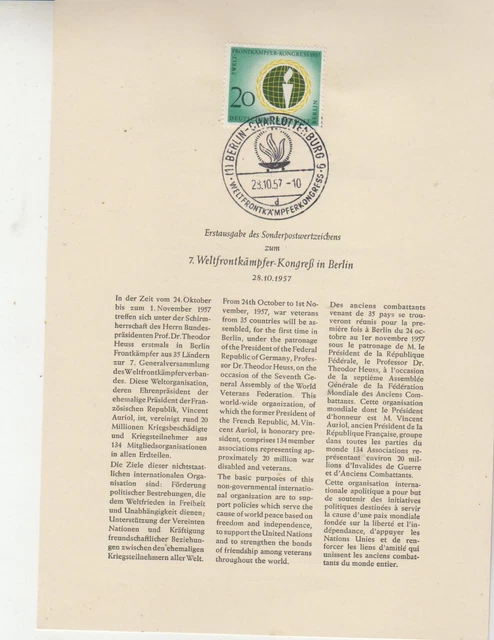 7. WELTFRONTKÄMPFER-KONGRESS 1957
20
DEUTSCHE
BERLIN
(1) BERLIN-CHARLOTTENBURG 9
28.10.57 -10
d
WELTFRONTKÄMPFERKONGRESS
Erstausgabe des Sonderpostwertzeichens
zum
7. Weltfrontkämpfer-Kongreß in Berlin
28.10.1957
In der Zeit vom 24. Oktober
bis zum 1. November 1957
treffen sich unter der Schirm-
herrschaft des Herrn Bundes-
präsidenten Prof. Dr. Theodor
Heuss erstmals in Berlin
Frontkämpfer aus 35 Ländern
zur 7. Generalversammlung
des Weltfrontkämpferverban-
des. Diese Weltorganisation,
deren Ehrenpräsident der
ehemalige Präsident der Fran-
zösischen Republik, Vincent
Auriol, ist, vereinigt rund 20
Millionen Kriegsbeschädigte
und Kriegsteilnehmer aus
134 Mitgliedsorganisationen
in allen Erdteilen.
Die Ziele dieser nichtstaat-
lichen internationalen Orga-
nisation sind: Förderung
politischer Bestrebungen, die
dem Weltfrieden in Freiheit
und Unabhängigkeit dienen;
Unterstützung der Vereinten
Nationen und Kräftigung
freundschaftlicher Beziehun-
gen zwischen den ehemaligen
Kriegsteilnehmern aller Welt.
From 24th October to 1st No-
vember, 1957, war veterans
from 35 countries will be as-
sembled, for the first time in
Berlin, under the patronage
of the President of the Federal
Republic of Germany, Profes-
sor Dr. Theodor Heuss, on the
occasion of the Seventh Ge-
neral Assembly of the World
Veterans Federation. This
world-wide organization, of
which the former President of
the French Republic, M. Vin-
cent Auriol, is honorary pre-
sident, comprises 134 member
associations representing ap-
proximately 20 million war
disabled and veterans.
The basic purposes of this
non-governmental internatio-
nal organization are to sup-
port policies which serve the
cause of world peace based on
freedom and independence,
to support the United Nations
and to strengthen the bonds
of friendship among veterans
throughout the world.
Des anciens combattants
venant de 35 pays se trou-
veront réunis pour la pre-
mière fois à Berlin du 24 oc-
tobre au 1er novembre 1957
sous le patronage de M. le
Président de la République
Fédérale, le Professor Dr.
Theodor Heuss, à l'occasion
de la septième Assemblée
Générale de la Fédération
Mondiale des Anciens Com-
battants. Cette organisation
mondiale dont le Président
d'honneur est M. Vincent
Auriol, ancien Président de la
République Française, groupe
dans toutes les parties du
monde 134 Associations re-
présentant environ 20 mil-
lions d'Invalides de Guerre
et d'Anciens Combattants.
Cette organisation interna-
tionale apolitique a pour but
de soutenir des initiatives
politiques destinées à servir
la cause d'une paix mondiale
fondée sur la liberté et l'in-
dépendance, d'appuyer les
Nations Unies et de ren-
forcer les liens d'amitié qui
unissent les anciens combat-
tants du monde entier.